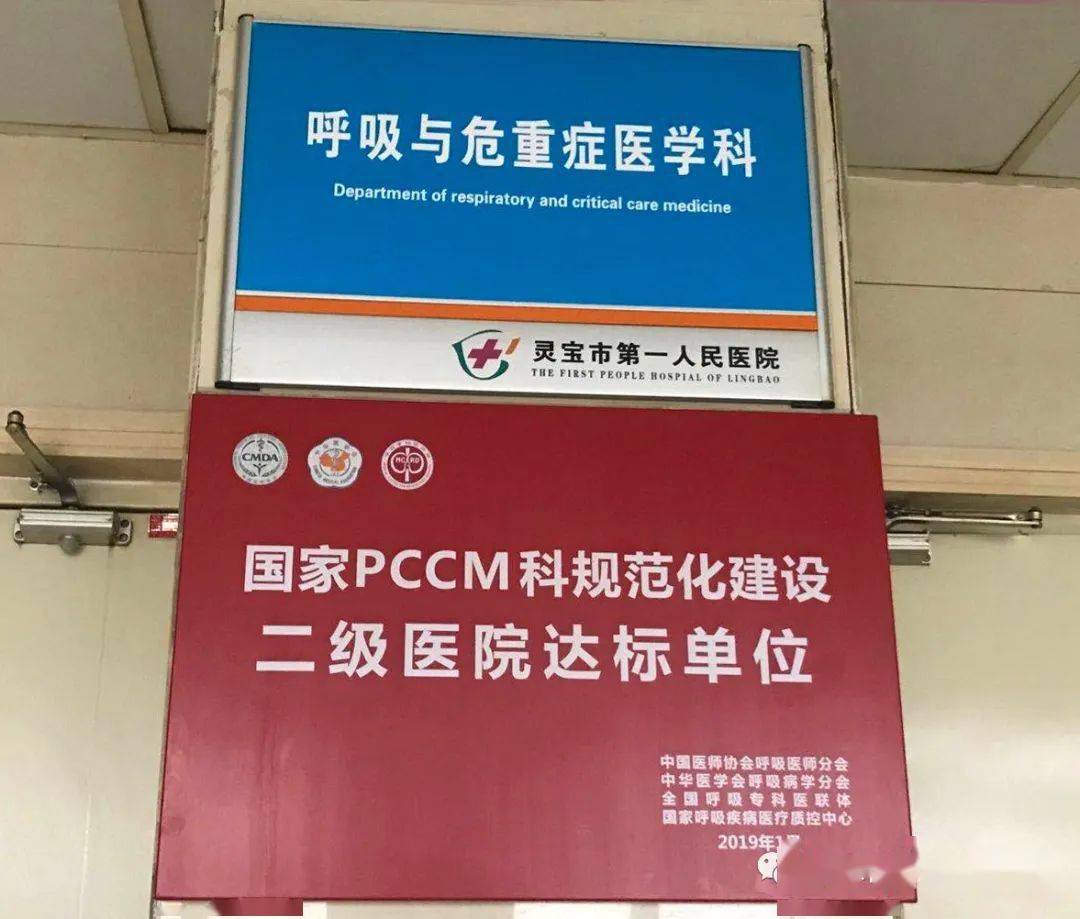 呼吸与危重症医学科
Department of respiratory and critical care medicine
灵宝市第一人民医院
THE FIRST PEOPLE HOSPIAL OF LINGBAO
CMDA
国家PCCM科规范化建设
二级医院达标单位
中国医师协会呼吸医师分会
中华医学会呼吸病学分会
全国呼吸专科医联体
国家呼吸疾病医疗质控中心
2019年1月